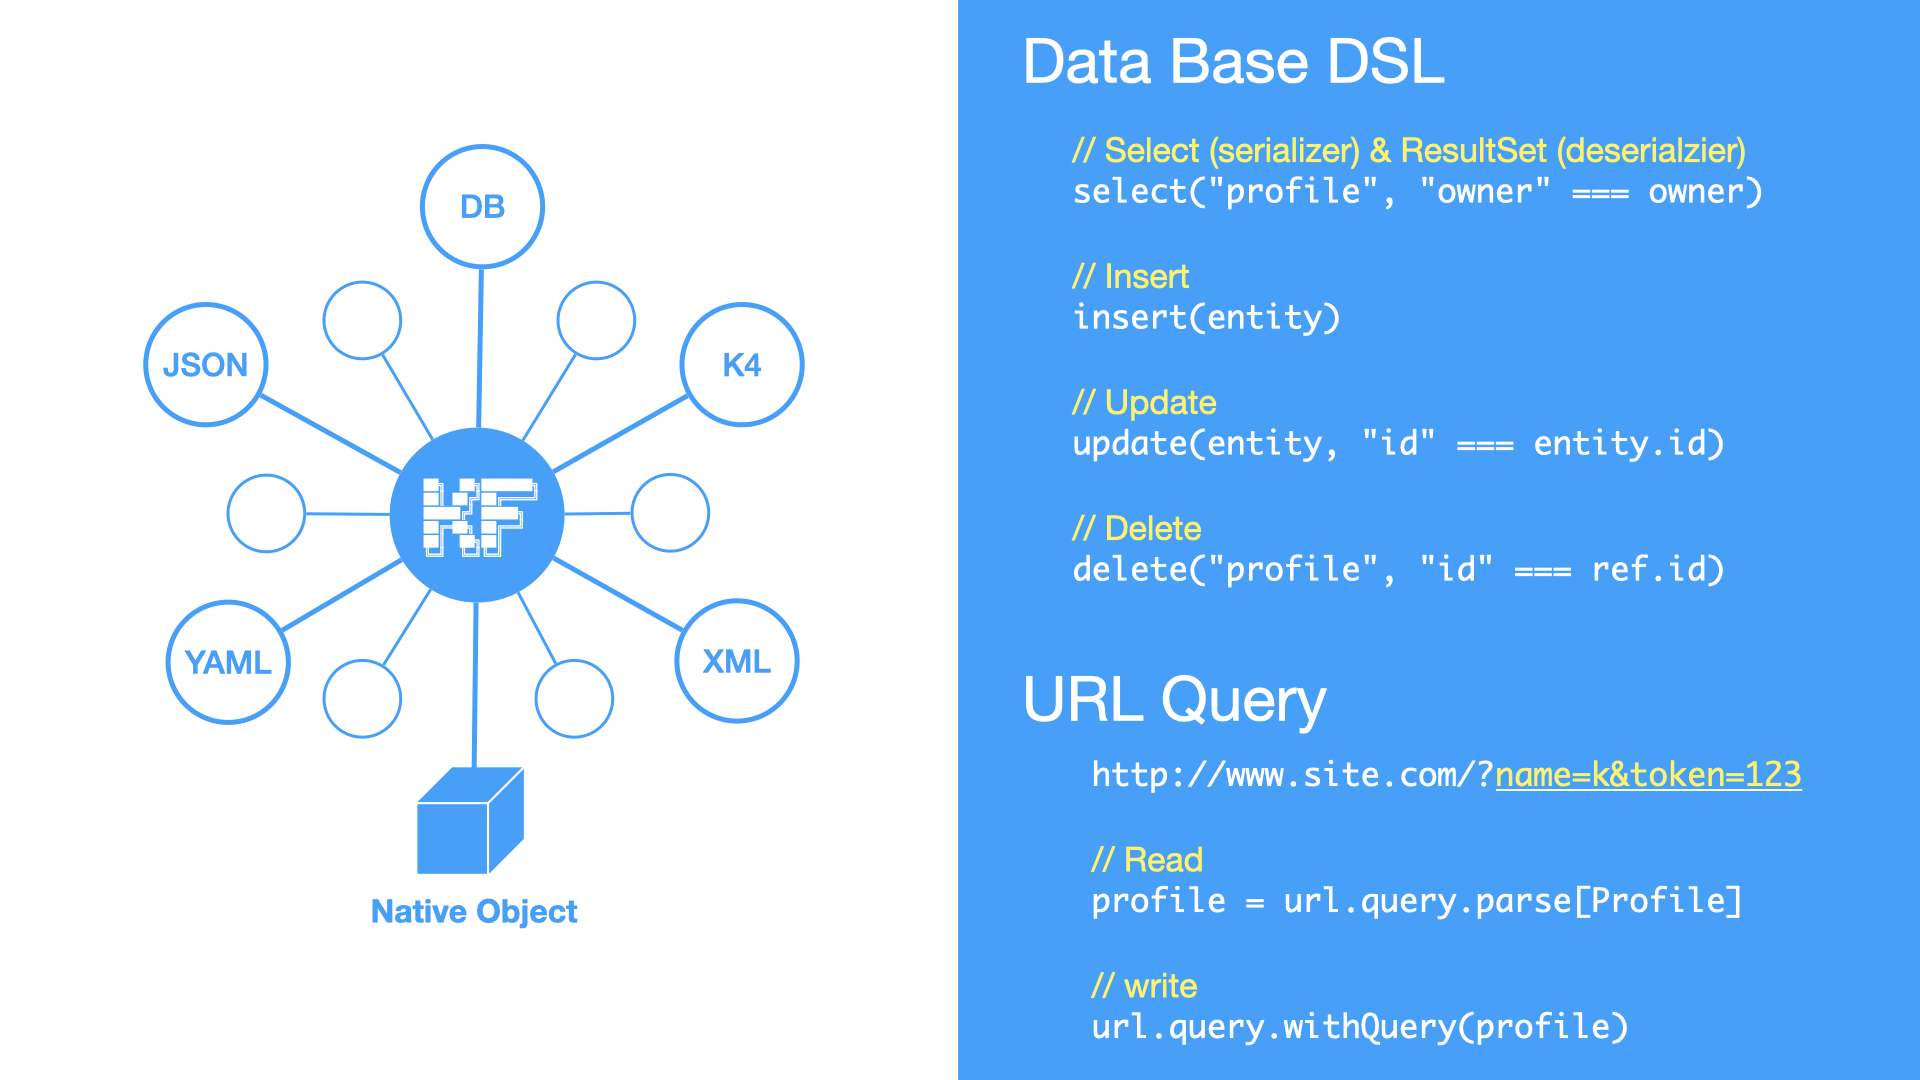 DB
JSON
K4
KF
YAML
XML
Native Object
Data Base DSL
// Select (serializer) & ResultSet (deserialzier)
select("profile", "owner" === owner)
// Insert
insert(entity)
// Update
update(entity, "id" === entity.id)
// Delete
delete("profile", "id" === ref.id)
URL Query
http://www.site.com/?name=k&token=123
// Read
profile = url.query.parse[Profile]
// write
url.query.withQuery(profile)